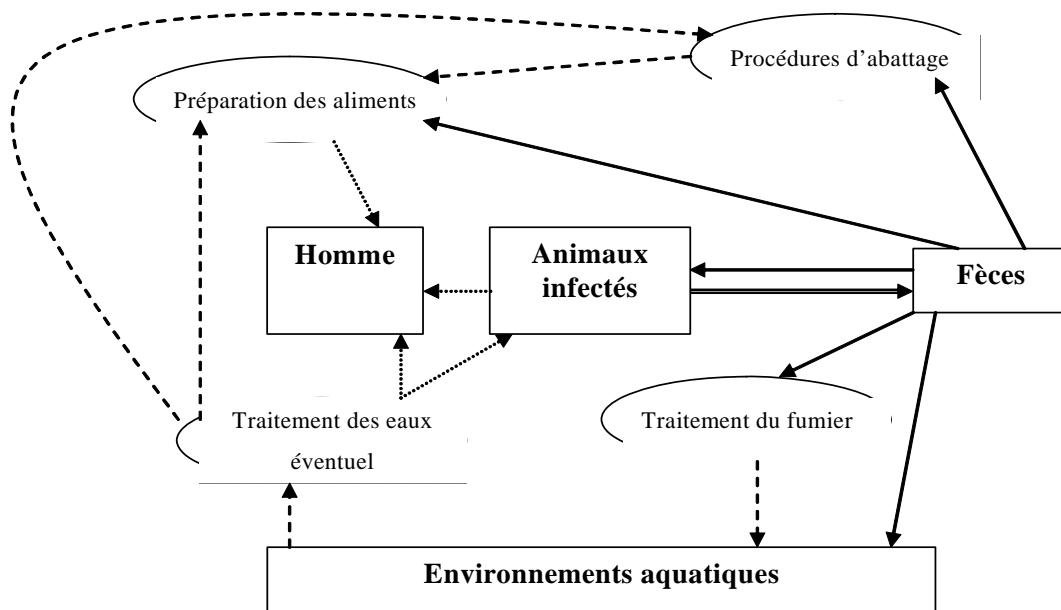 Procédures d'abattage
Préparation des aliments
Homme
Animaux
infectés
Fèces
Traitement des eaux
éventuel
Traitement du fumier
Environnements aquatiques